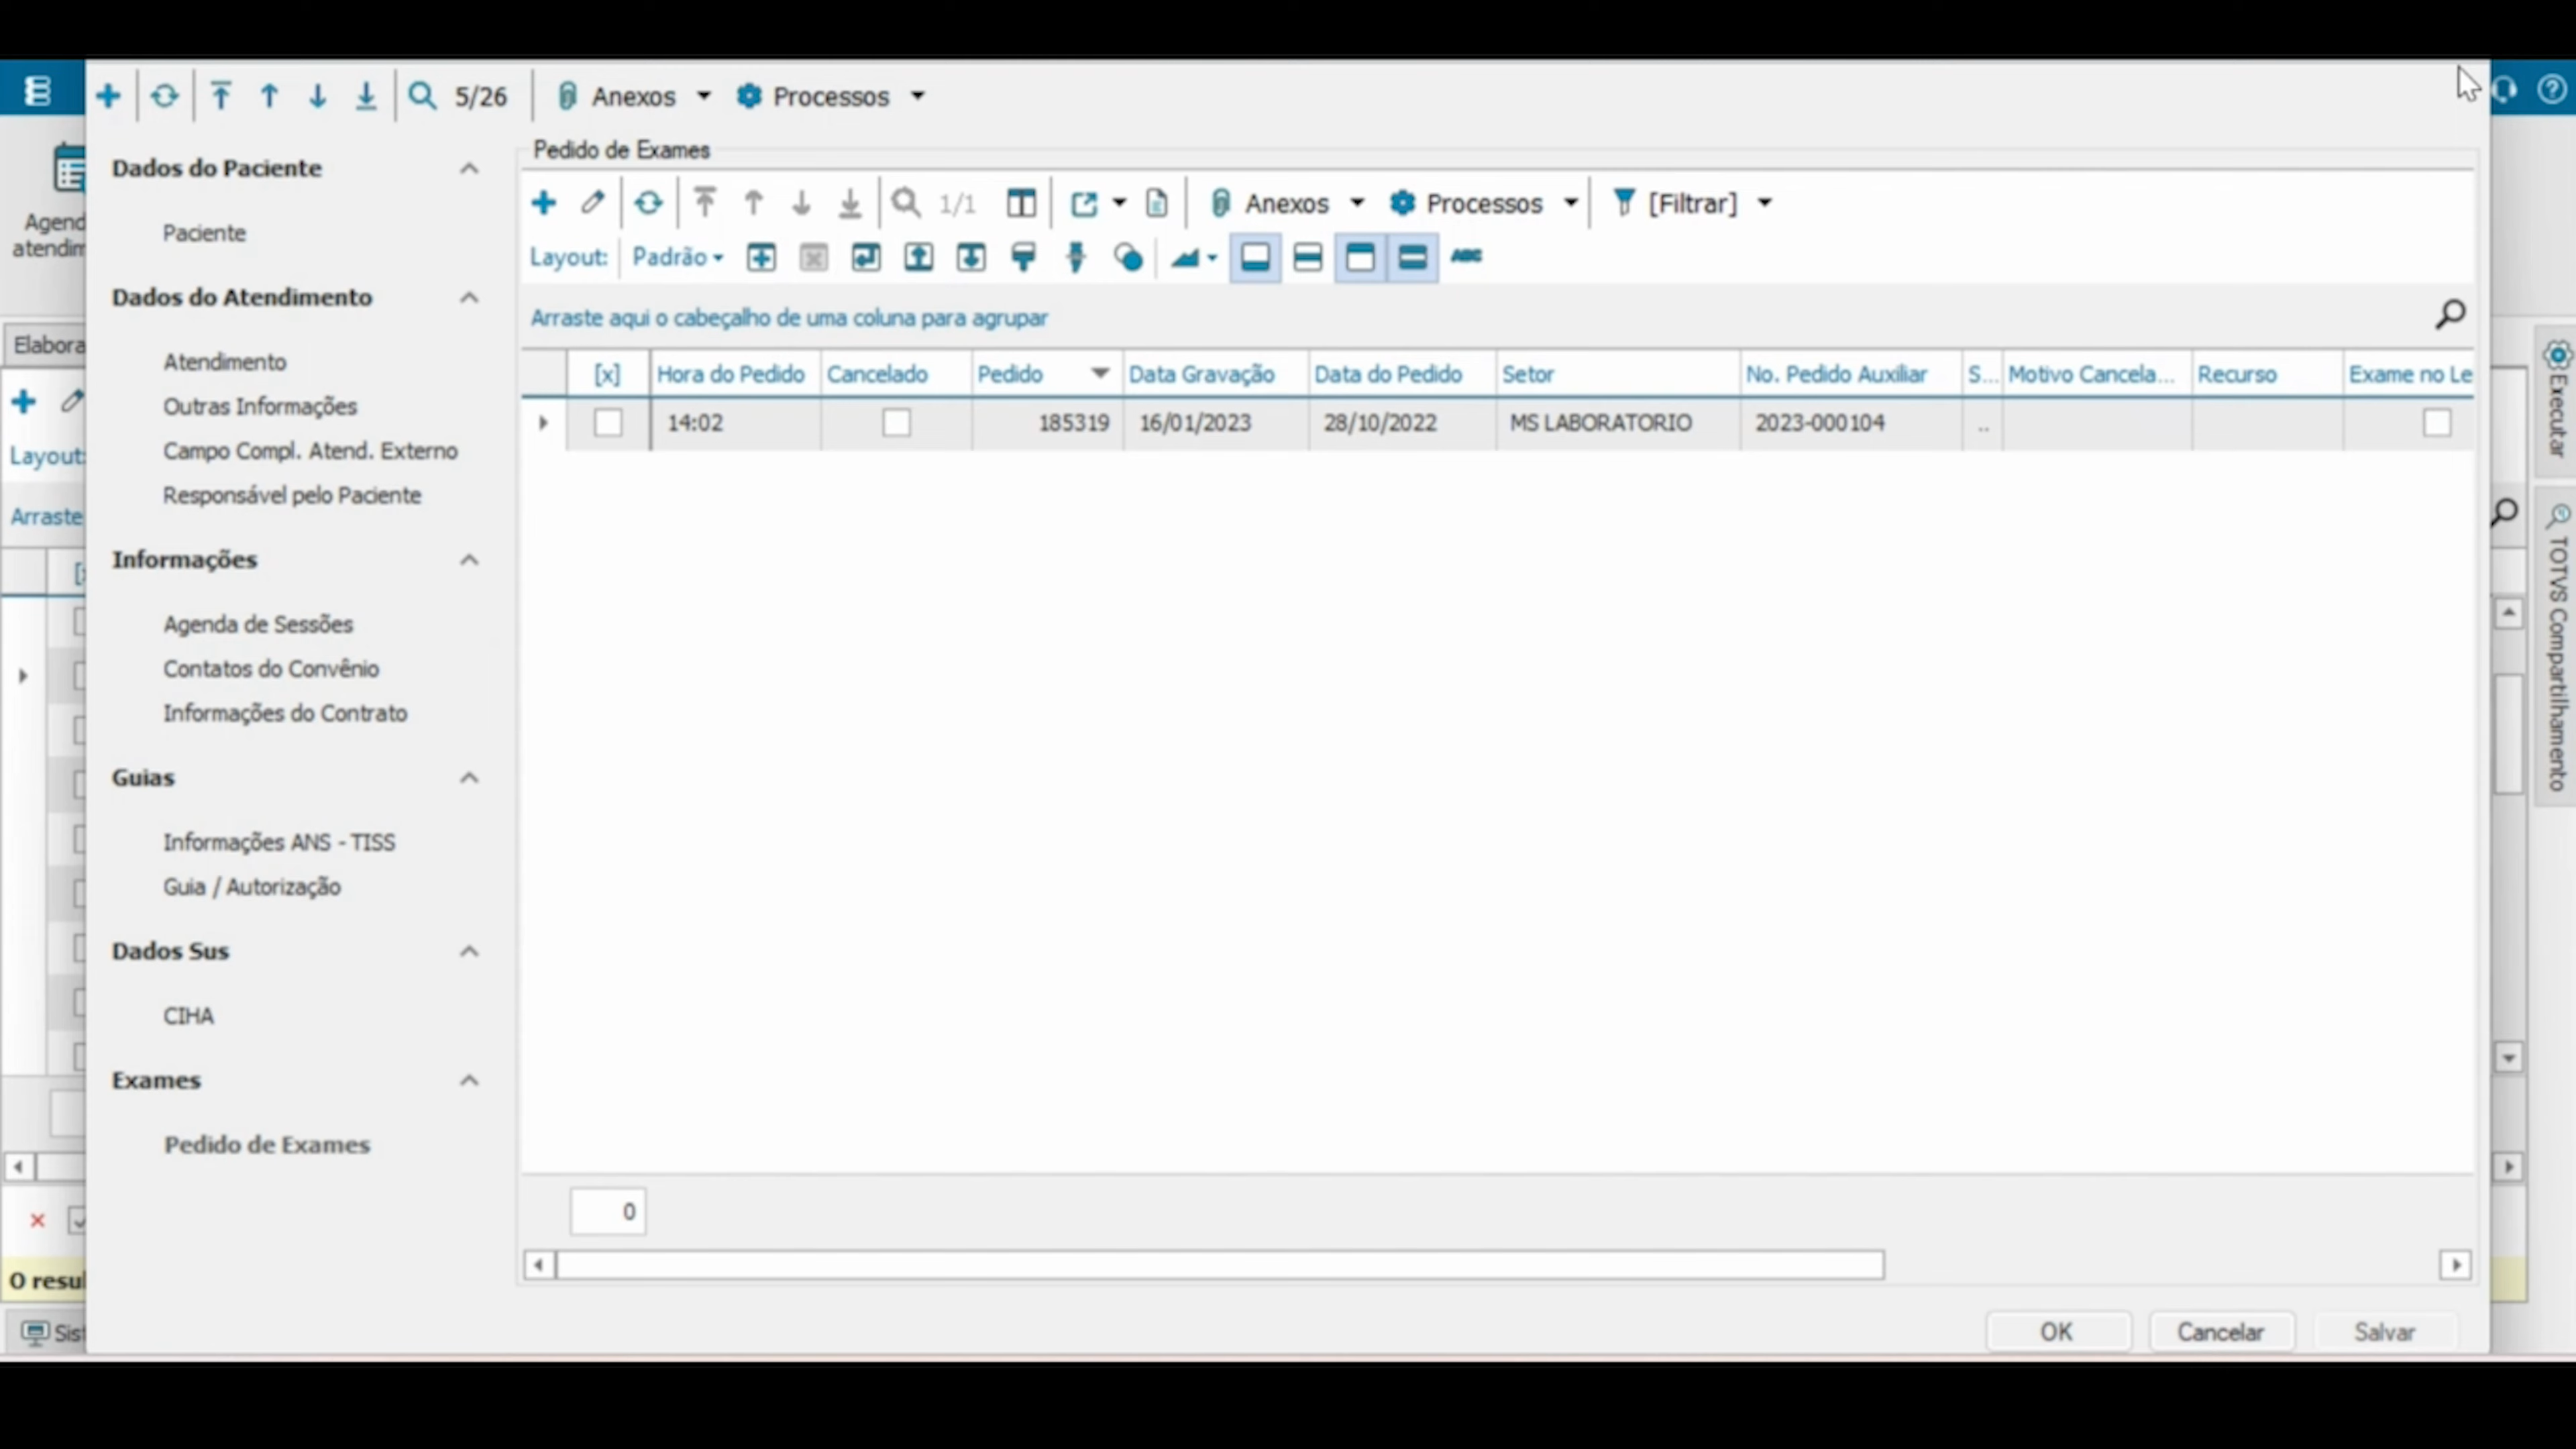 5/26 Anexos Processos
Agend
atendim
Elabora
Layout:
Arraste
O resul
Sist
Dados do Paciente
Paciente
Dados do Atendimento
Atendimento
Outras Informações
Campo Compl. Atend. Externo
Responsável pelo Paciente
Informações
Agenda de Sessões
Contatos do Convênio
Informações do Contrato
Guias
Informações ANS - TISS
Guia / Autorização
Dados Sus
CIHA
Exames
Pedido de Exames
Pedido de Exames
1/1 Anexos Processos [Filtrar]
Layout: Padrão ABC
Arraste aqui o cabeçalho de uma coluna para agrupar
[x] Hora do Pedido Cancelado Pedido Data Gravação Data do Pedido Setor No. Pedido Auxiliar S... Motivo Cancela... Recurso Exame no Le
14:02 185319 16/01/2023 28/10/2022 MS LABORATORIO 2023-000104 ..
0
OK Cancelar Salvar
Executar
TOTVS Compartilhamento